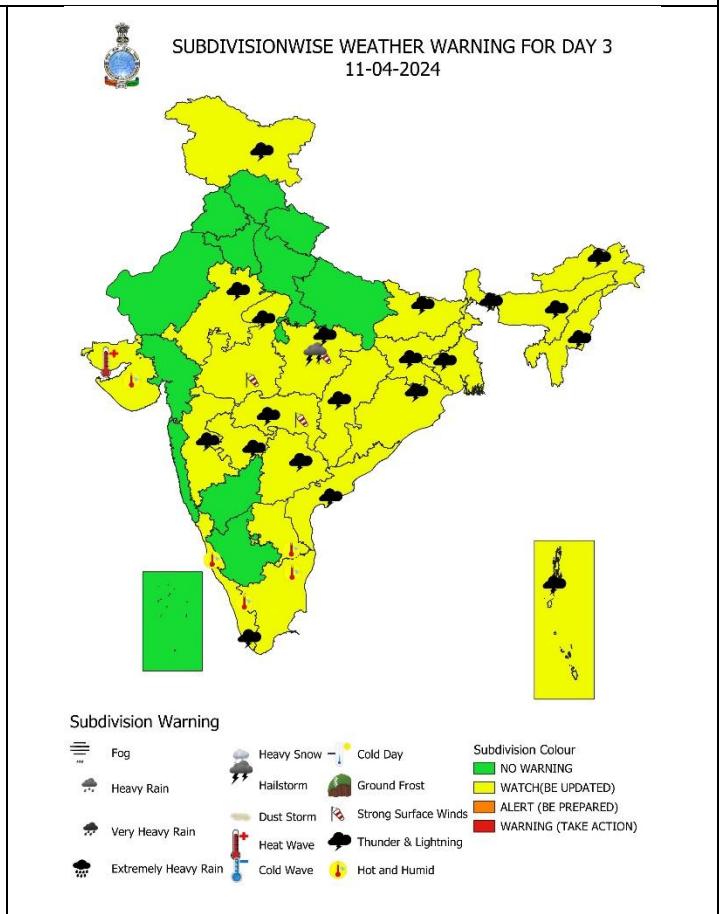 SUBDIVISIONWISE WEATHER WARNING FOR DAY 3
11-04-2024
Subdivision Warning
Fog
Heavy Rain
Very Heavy Rain
Extremely Heavy Rain
Heavy Snow
Hailstorm
Dust Storm
Heat Wave
Cold Wave
Cold Day
Ground Frost
Strong Surface Winds
Thunder & Lightning
Hot and Humid
Subdivision Colour
NO WARNING
WATCH(BE UPDATED)
ALERT (BE PREPARED)
WARNING (TAKE ACTION)